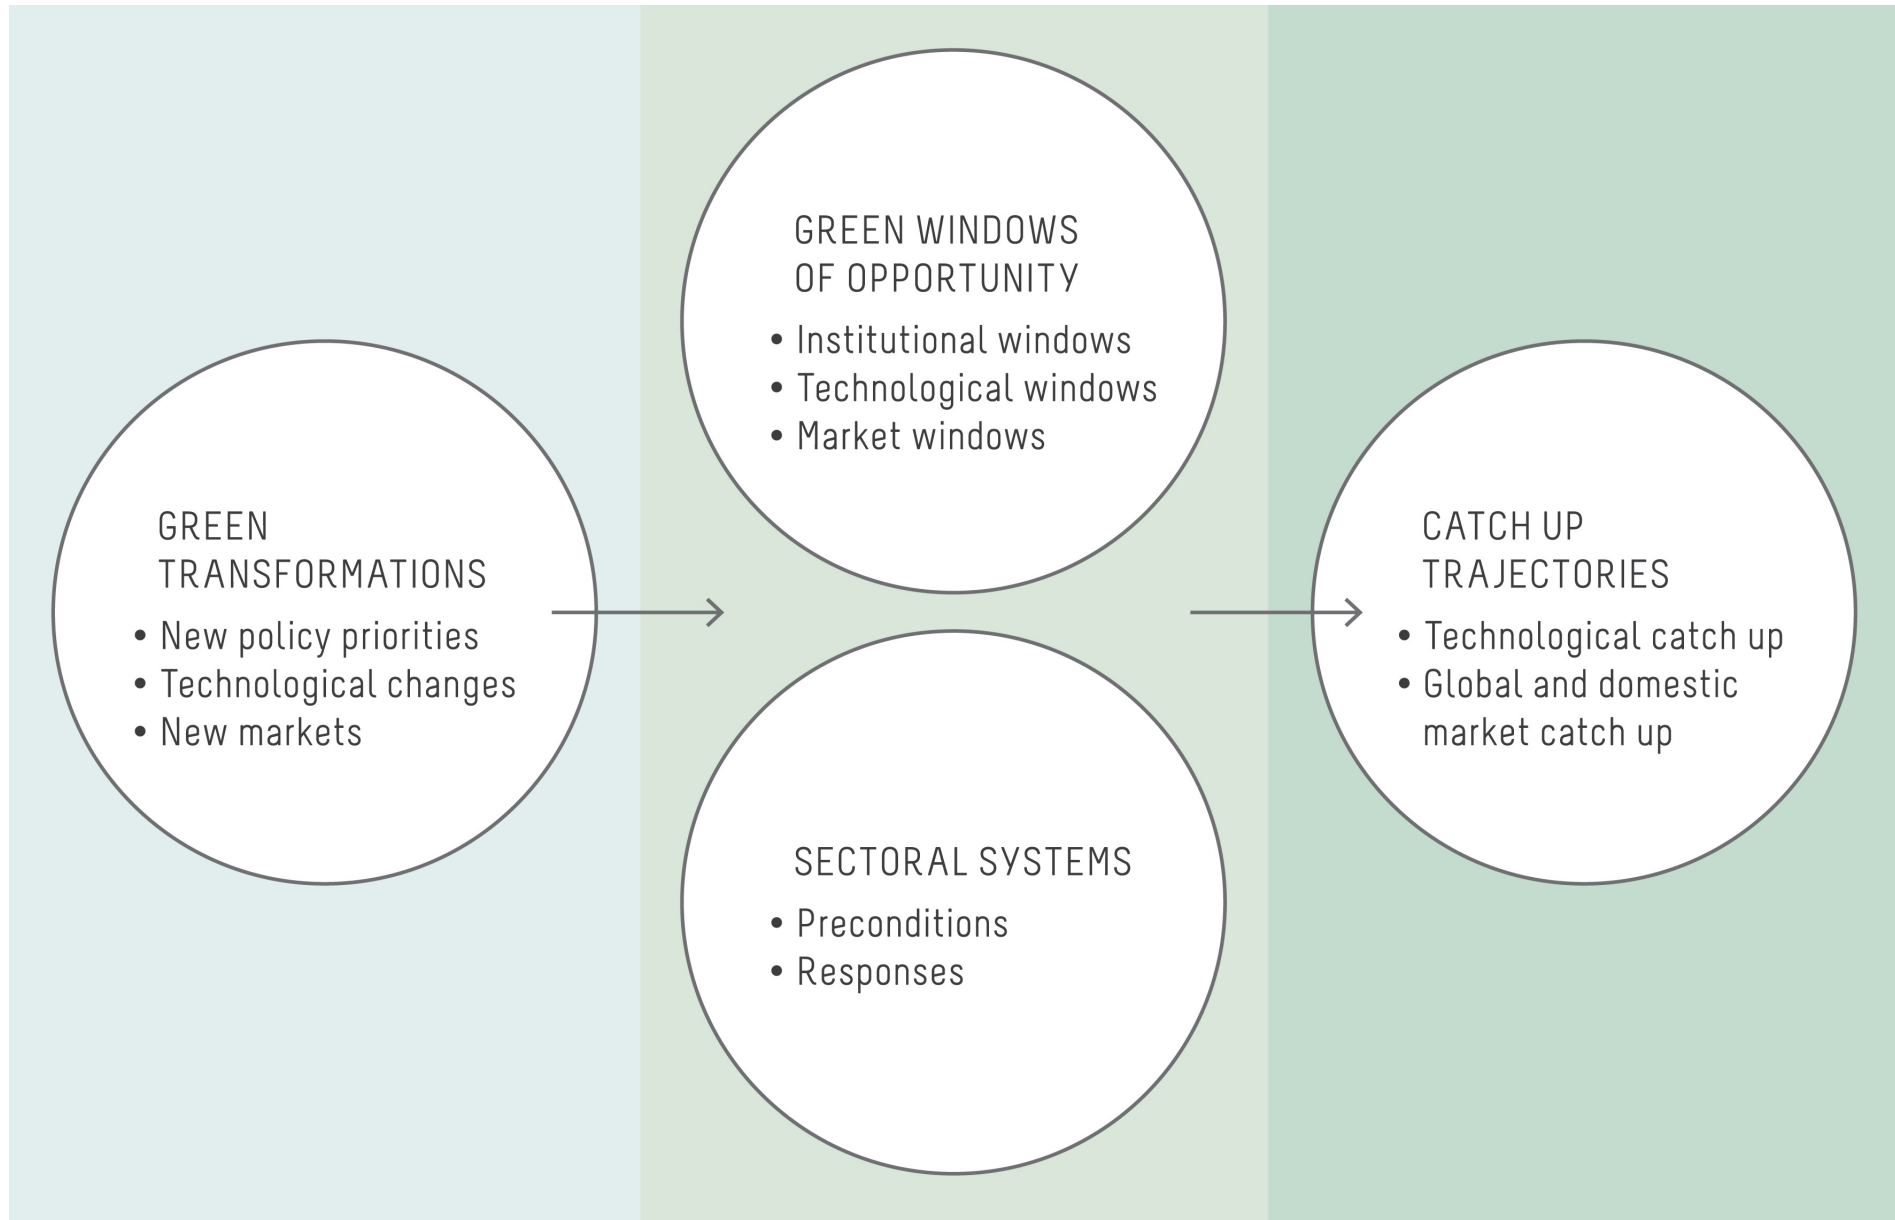 GREEN
TRANSFORMATIONS
• New policy priorities
• Technological changes
• New markets
GREEN WINDOWS
OF OPPORTUNITY
• Institutional windows
• Technological windows
• Market windows
SECTORAL SYSTEMS
• Preconditions
• Responses
CATCH UP
TRAJECTORIES
• Technological catch up
• Global and domestic
market catch up